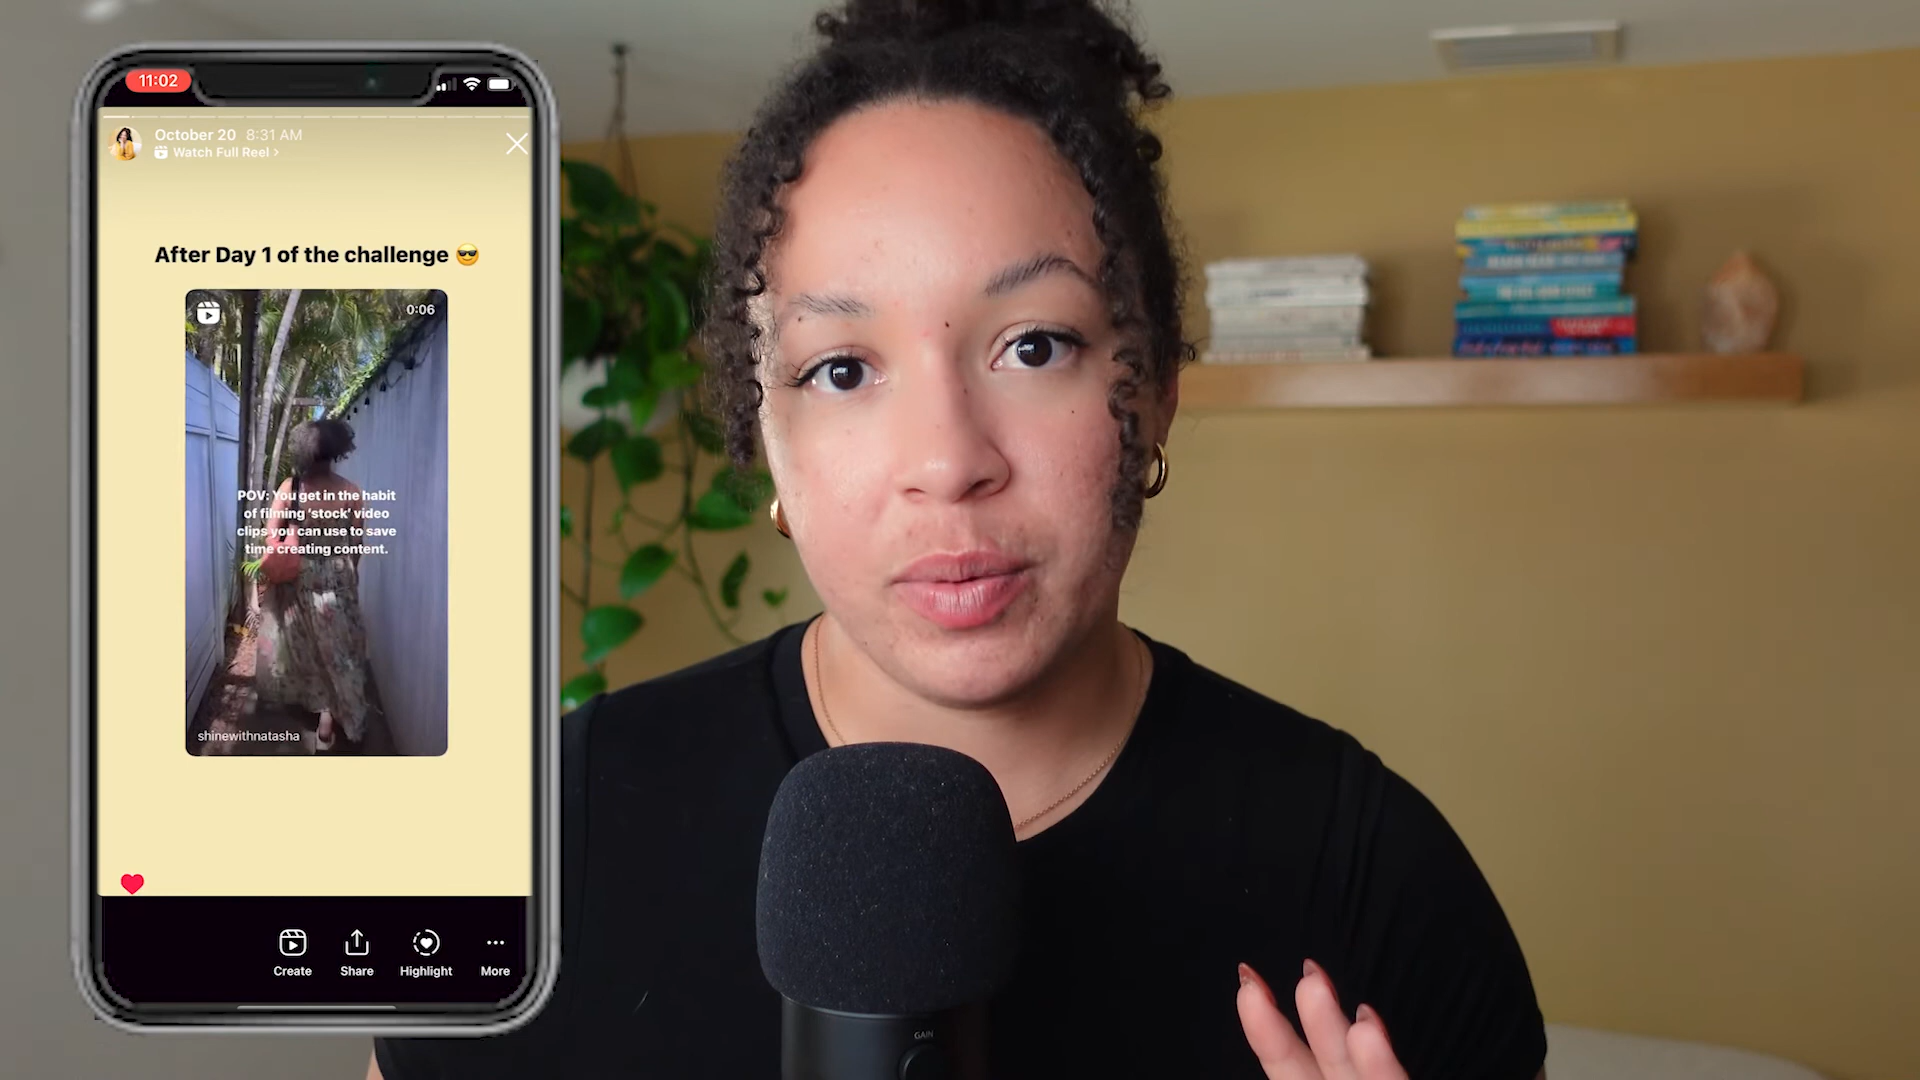 11:02
October 20 8:31 AM
Watch Full Reel >
After Day 1 of the challenge 😎
0:06
POV: You get in the habit
of filming 'stock' video
clips you can use to save
time creating content.
shinewithnatasha
Create Share Highlight More
GAIN